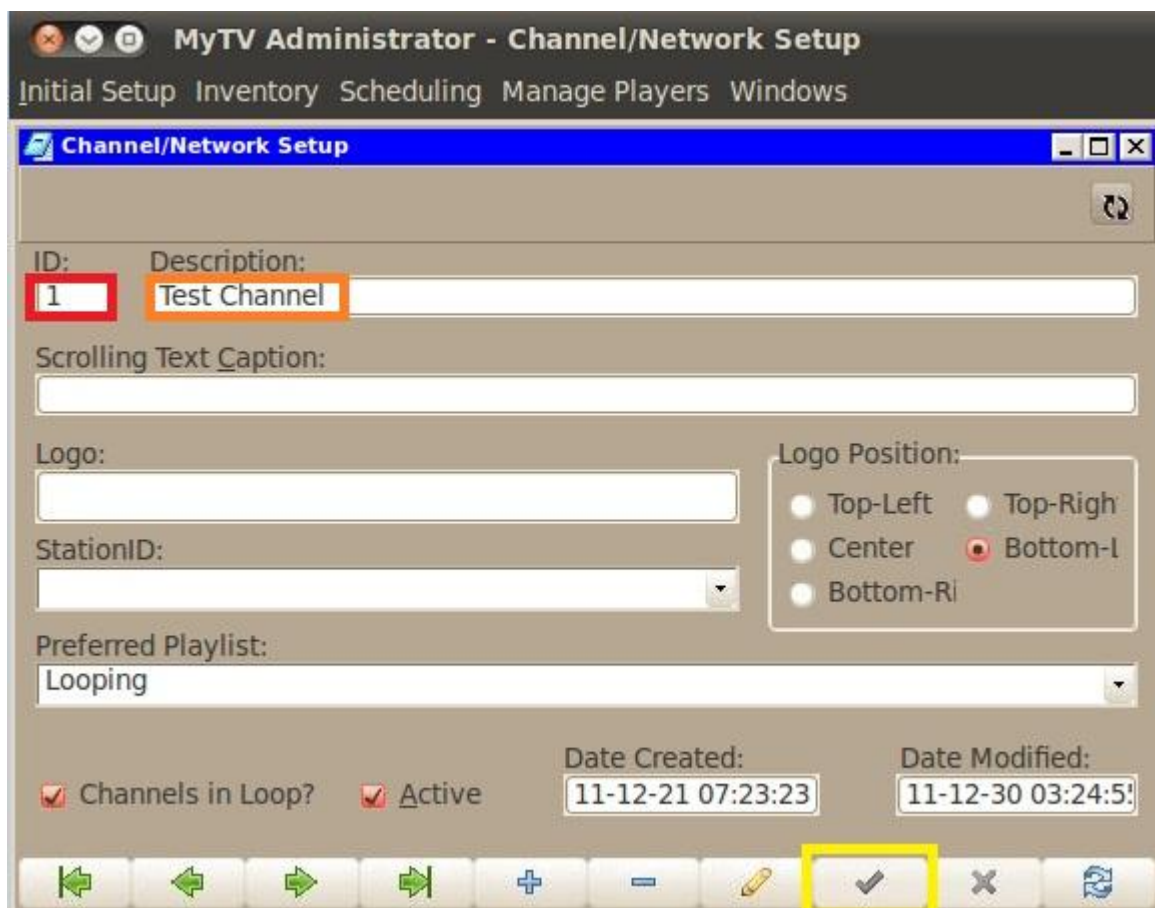 MyTV Administrator - Channel/Network Setup
Initial Setup Inventory Scheduling Manage Players Windows
Channel/Network Setup
ID: Description:
1 Test Channel
Scrolling Text Caption:
Logo: Logo Position:
Top-Left Top-Righ
StationID:
Center Bottom-L
Bottom-Ri
Preferred Playlist:
Looping
Date Created: Date Modified:
Channels in Loop? Active 11-12-21 07:23:23 11-12-30 03:24:5